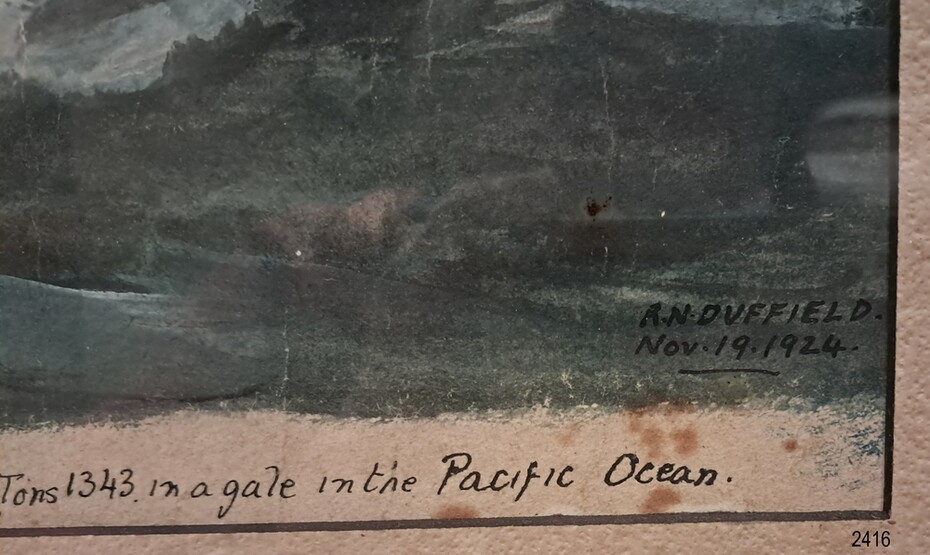 R.N.DUFFIELD.
Nov.19.1924.
Tons 1343. in a gale in the Pacific Ocean.
2416